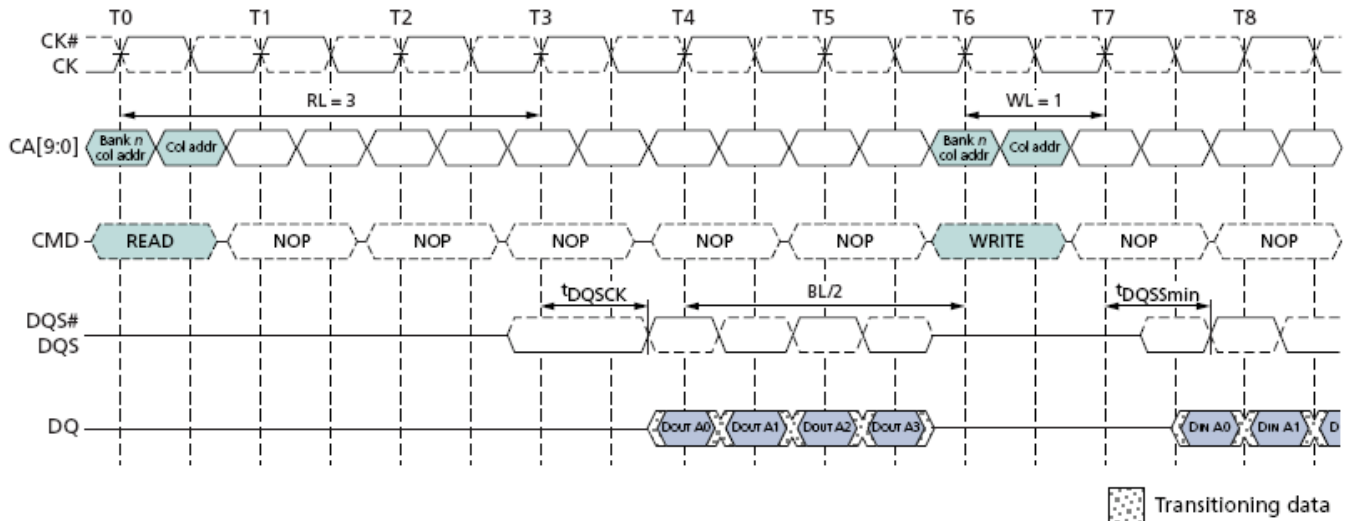 T0 T1 T2 T3 T4 T5 T6 T7 T8
CK#
CK
RL = 3 WL = 1
CA[9:0] Bank n col addr Col addr Bank n col addr Col addr
CMD READ NOP NOP NOP NOP NOP WRITE NOP NOP
tDQSCK BL/2 tDQSSmin
DQS#
DQS
DQ DOUT A0 DOUT A1 DOUT A2 DOUT A3 DIN A0 DIN A1 D
Transitioning data